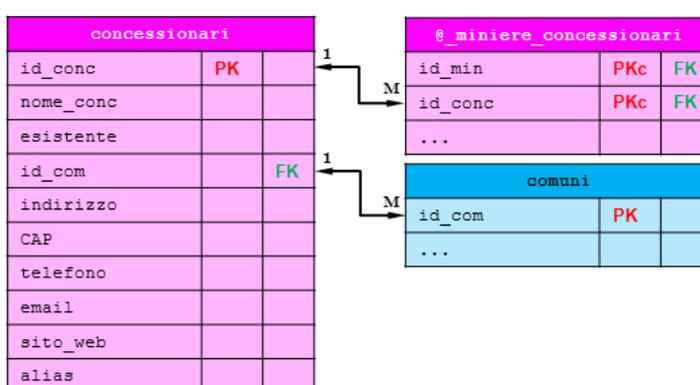 concessionari
id_conc PK
nome_conc
esistente
id_com FK
indirizzo
CAP
telefono
email
sito_web
alias
1
M
1
M
@_miniere_concessionari
id_min PKc FK
id_conc PKc FK
...
comuni
id_com PK
...